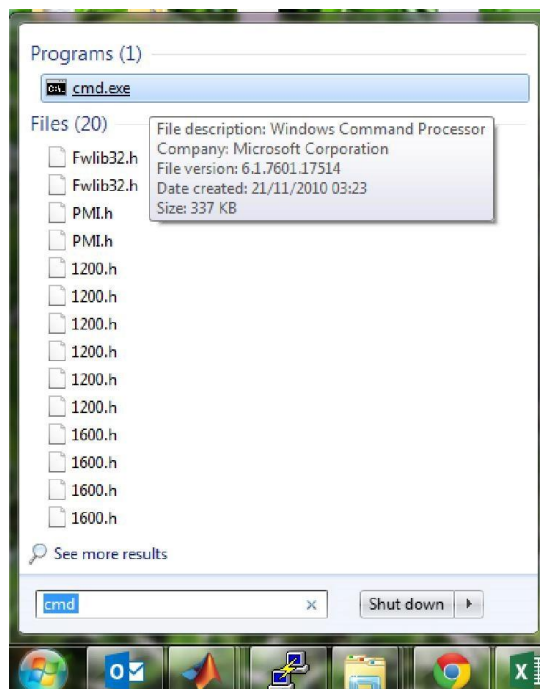 Programs (1)
cmd.exe
Files (20)
File description: Windows Command Processor
Company: Microsoft Corporation
File version: 6.1.7601.17514
Date created: 21/11/2010 03:23
Size: 337 KB
Fwlib32.h
Fwlib32.h
PMI.h
PMI.h
1200.h
1200.h
1200.h
1200.h
1200.h
1200.h
1600.h
1600.h
1600.h
1600.h
See more results
cmd
Shut down